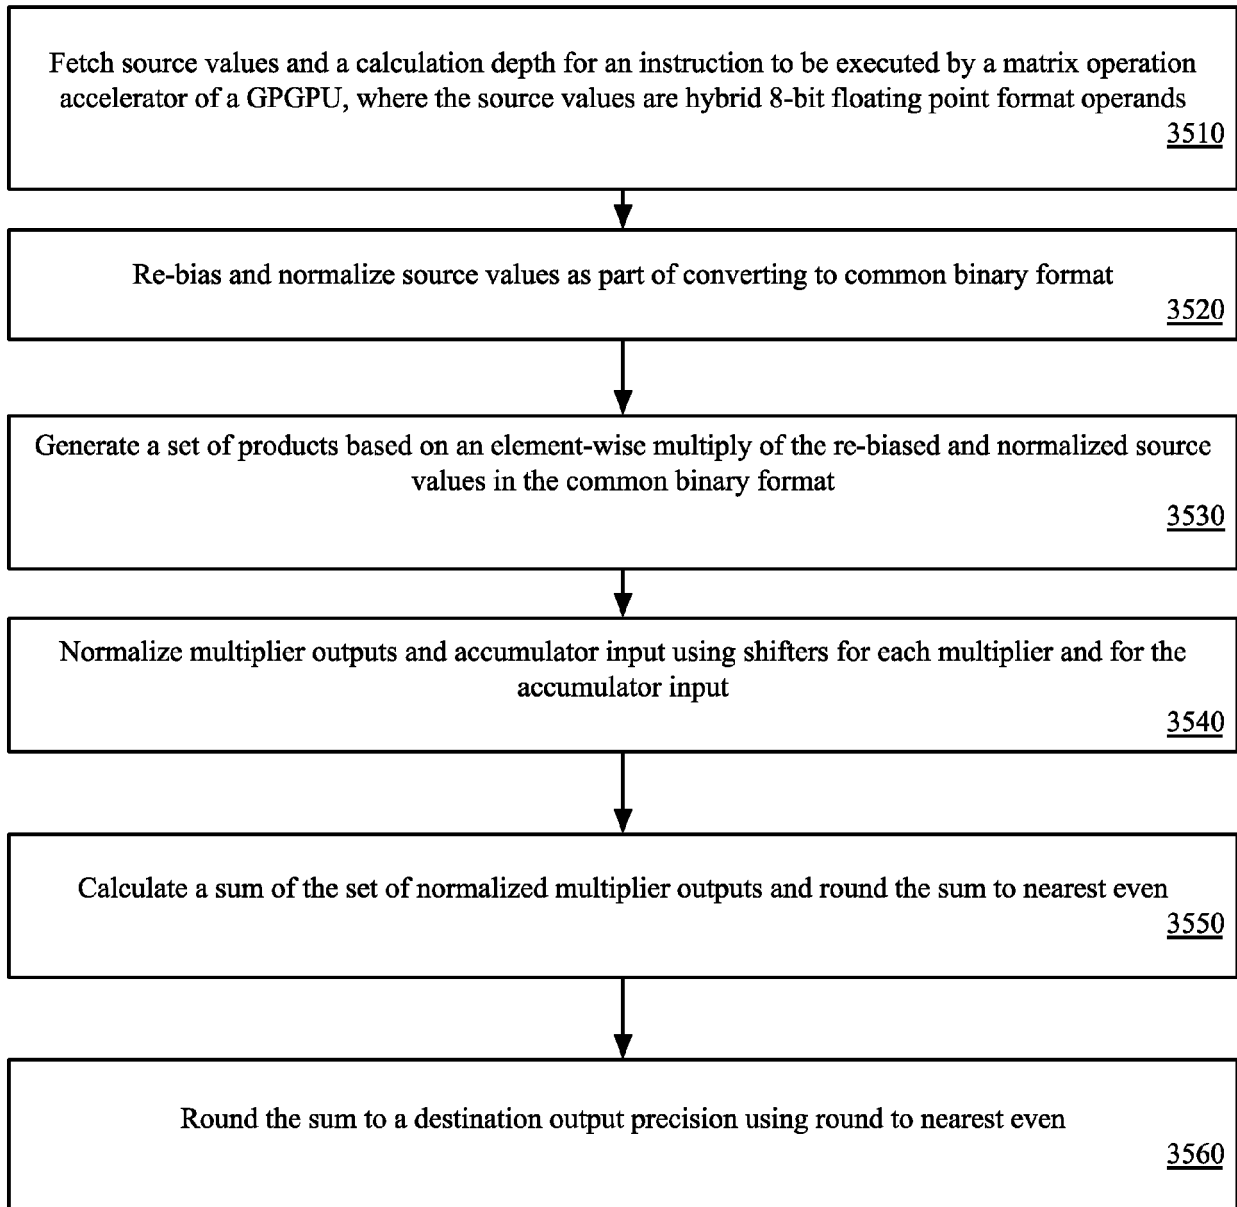 Fetch source values and a calculation depth for an instruction to be executed by a matrix operation
accelerator of a GPGPU, where the source values are hybrid 8-bit floating point format operands
3510
Re-bias and normalize source values as part of converting to common binary format
3520
Generate a set of products based on an element-wise multiply of the re-biased and normalized source
values in the common binary format
3530
Normalize multiplier outputs and accumulator input using shifters for each multiplier and for the
accumulator input
3540
Calculate a sum of the set of normalized multiplier outputs and round the sum to nearest even
3550
Round the sum to a destination output precision using round to nearest even
3560